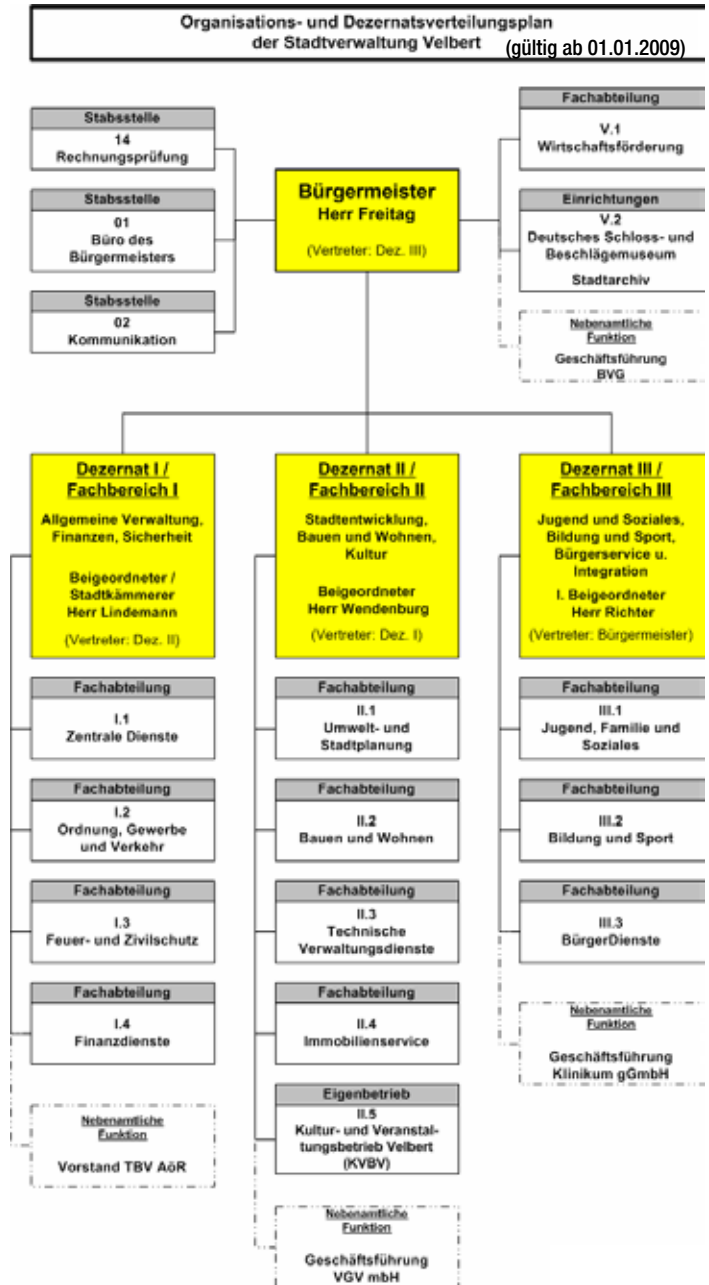 Organisations- und Dezernatsverteilungsplan
der Stadtverwaltung Velbert (gültig ab 01.01.2009)
Stabsstelle
14
Rechnungsprüfung
Stabsstelle
01
Büro des
Bürgermeisters
Stabsstelle
02
Kommunikation
Bürgermeister
Herr Freitag
(Vertreter: Dez. III)
Fachabteilung
V.1
Wirtschaftsförderung
Einrichtungen
V.2
Deutsches Schloss- und
Beschlägemuseum
Stadtarchiv
Nebenamtliche
Funktion
Geschäftsführung
BVG
Dezernat I /
Fachbereich I
Allgemeine Verwaltung,
Finanzen, Sicherheit
Beigeordneter /
Stadtkämmerer
Herr Lindemann
(Vertreter: Dez. II)
Fachabteilung
I.1
Zentrale Dienste
Fachabteilung
I.2
Ordnung, Gewerbe
und Verkehr
Fachabteilung
I.3
Feuer- und Zivilschutz
Fachabteilung
I.4
Finanzdienste
Nebenamtliche
Funktion
Vorstand TBV AöR
Dezernat II /
Fachbereich II
Stadtentwicklung,
Bauen und Wohnen,
Kultur
Beigeordneter
Herr Wendenburg
(Vertreter: Dez. I)
Fachabteilung
II.1
Umwelt- und
Stadtplanung
Fachabteilung
II.2
Bauen und Wohnen
Fachabteilung
II.3
Technische
Verwaltungsdienste
Fachabteilung
II.4
Immobilienservice
Eigenbetrieb
II.5
Kultur- und Veranstal-
tungsbetrieb Velbert
(KVBV)
Nebenamtliche
Funktion
Geschäftsführung
VGV mbH
Dezernat III /
Fachbereich III
Jugend und Soziales,
Bildung und Sport,
Bürgerservice u.
Integration
I. Beigeordneter
Herr Richter
(Vertreter: Bürgermeister)
Fachabteilung
III.1
Jugend, Familie und
Soziales
Fachabteilung
III.2
Bildung und Sport
Fachabteilung
III.3
BürgerDienste
Nebenamtliche
Funktion
Geschäftsführung
Klinikum gGmbH